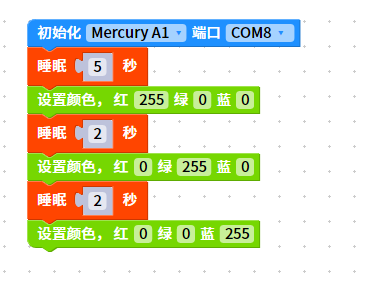 初始化 Mercury A1 端口 COM8
睡眠 5 秒
设置颜色， 红 255 绿 0 蓝 0
睡眠 2 秒
设置颜色， 红 0 绿 255 蓝 0
睡眠 2 秒
设置颜色， 红 0 绿 0 蓝 255